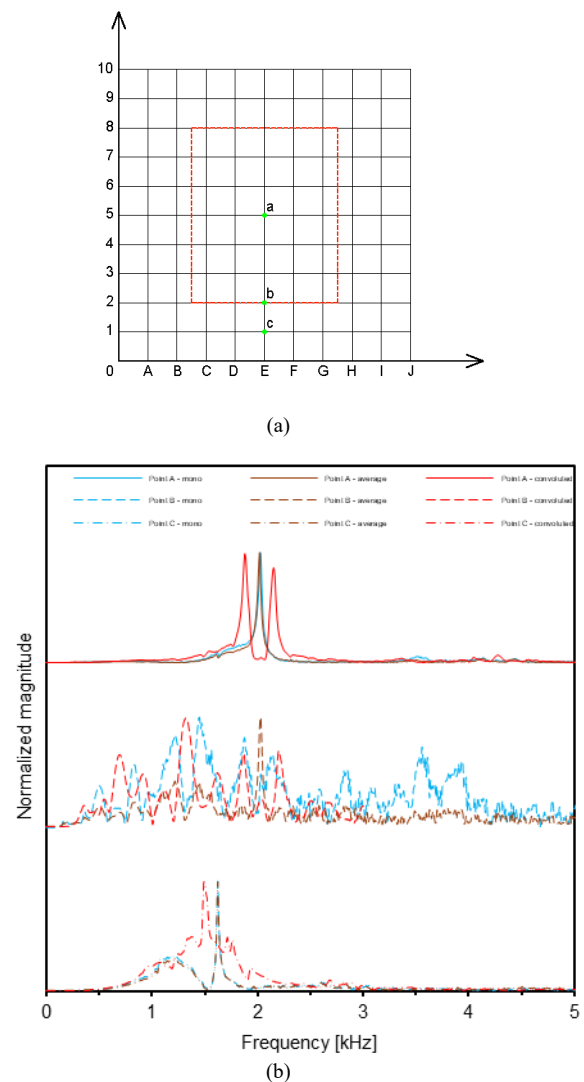 10
9
8
7
6
a
5
4
3
b
2
c
1
0 A B C D E F G H I J
(a)
Point A - mono Point A - average Point A - convoluted
Point B - mono Point B - average Point B - convoluted
Point C - mono Point C - average Point C - convoluted
Normalized magnitude
0 1 2 3 4 5
Frequency [kHz]
(b)